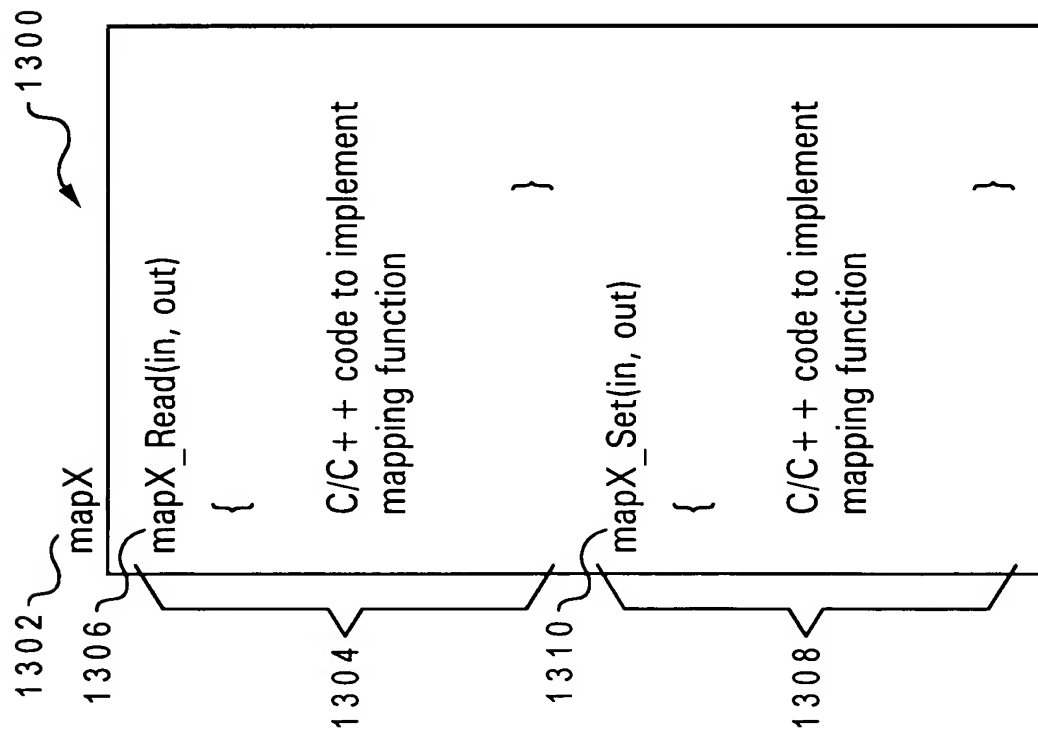 1300
1302
mapX
1306
mapX_Read(in, out)
{
1304
C/C++ code to implement
mapping function
}
1310
mapX_Set(in, out)
{
1308
C/C++ code to implement
mapping function
}